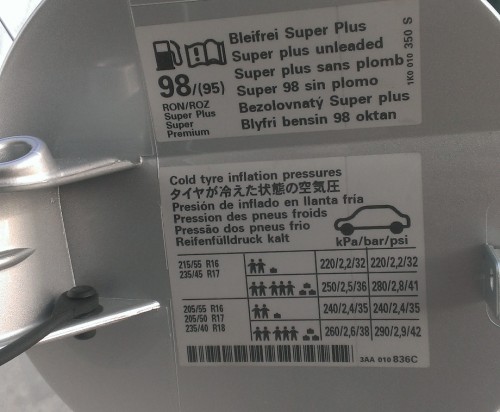 Bleifrei Super Plus
Super plus unleaded
Super plus sans plomb
Super 98 sin plomo
Bezolovnatý Super plus
Blyfri bensin 98 oktan
98/(95)
RON/ROZ
Super Plus
Super
Premium
1K0 010 350 S
Cold tyre inflation pressures
タイヤが冷えた状態の空気圧
Presión de inflado en llanta fría
Pression des pneus froids
Pressão dos pneus frio
Reifenfülldruck kalt
kPa/bar/psi
215/55 R16
235/45 R17
220/2,2/32 220/2,2/32
250/2,5/36 280/2,8/41
205/55 R16
205/50 R17
235/40 R18
240/2,4/35 240/2,4/35
260/2,6/38 290/2,9/42
3AA 010 836C